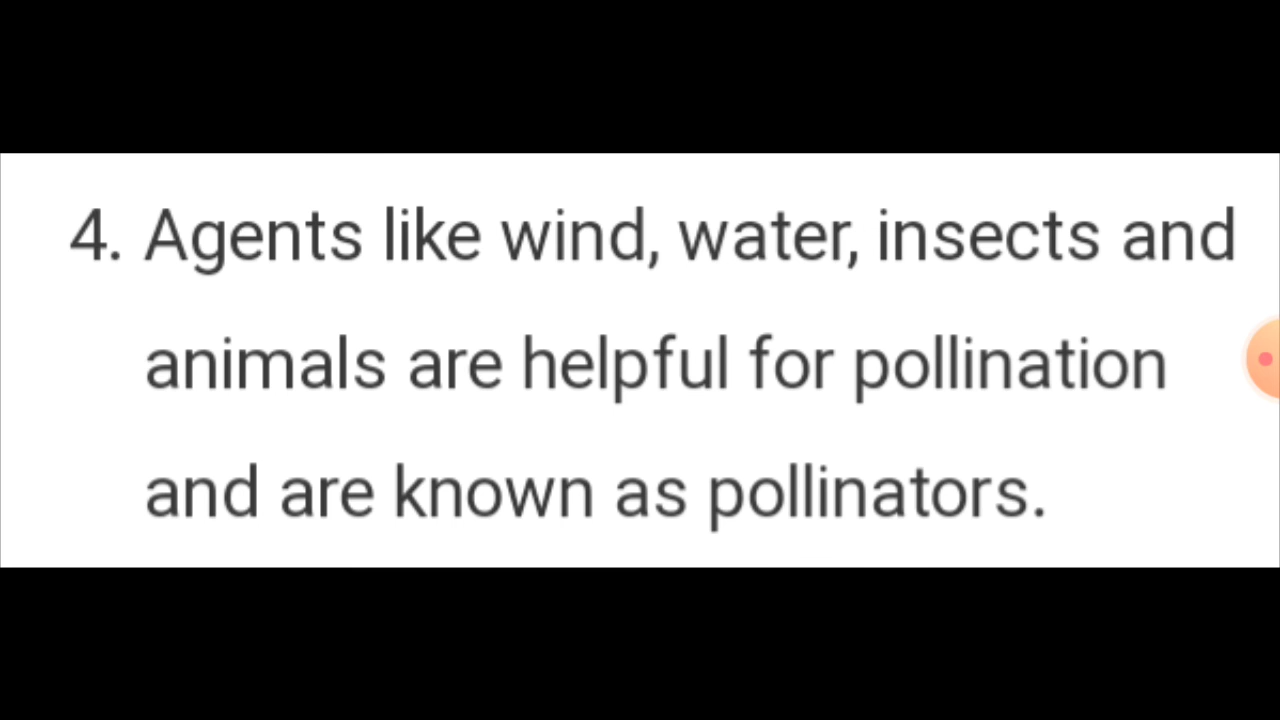 4. Agents like wind, water, insects and
animals are helpful for pollination
and are known as pollinators.